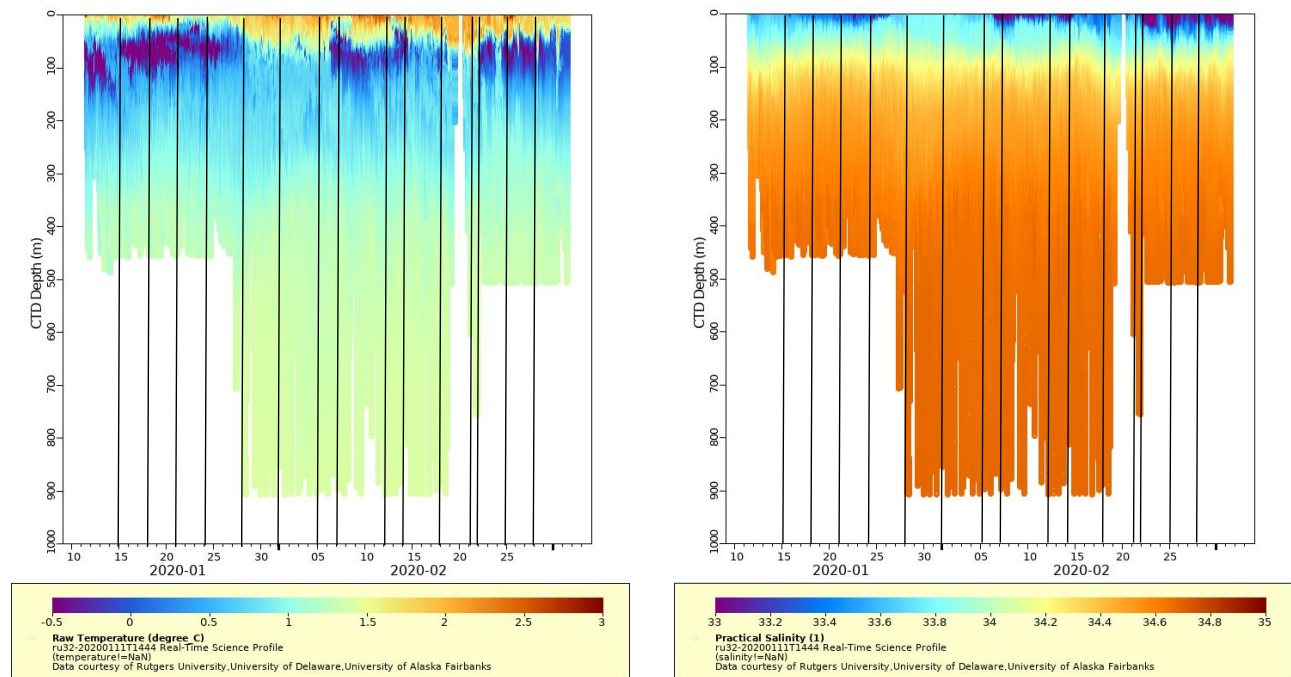 0
100
200
300
400
500
600
700
800
900
1000
CTD Depth (m)
10 15 20 25 30 05 10 15 20 25
2020-01 2020-02
-0.5 0 0.5 1 1.5 2 2.5 3
Raw Temperature (degree_C)
ru32-20200111T1444 Real-Time Science Profile
(temperature!=NaN)
Data courtesy of Rutgers University,University of Delaware,University of Alaska Fairbanks
0
100
200
300
400
500
600
700
800
900
1000
CTD Depth (m)
10 15 20 25 30 05 10 15 20 25
2020-01 2020-02
33 33.2 33.4 33.6 33.8 34 34.2 34.4 34.6 34.8 35
Practical Salinity (1)
ru32-20200111T1444 Real-Time Science Profile
(salinity!=NaN)
Data courtesy of Rutgers University,University of Delaware,University of Alaska Fairbanks